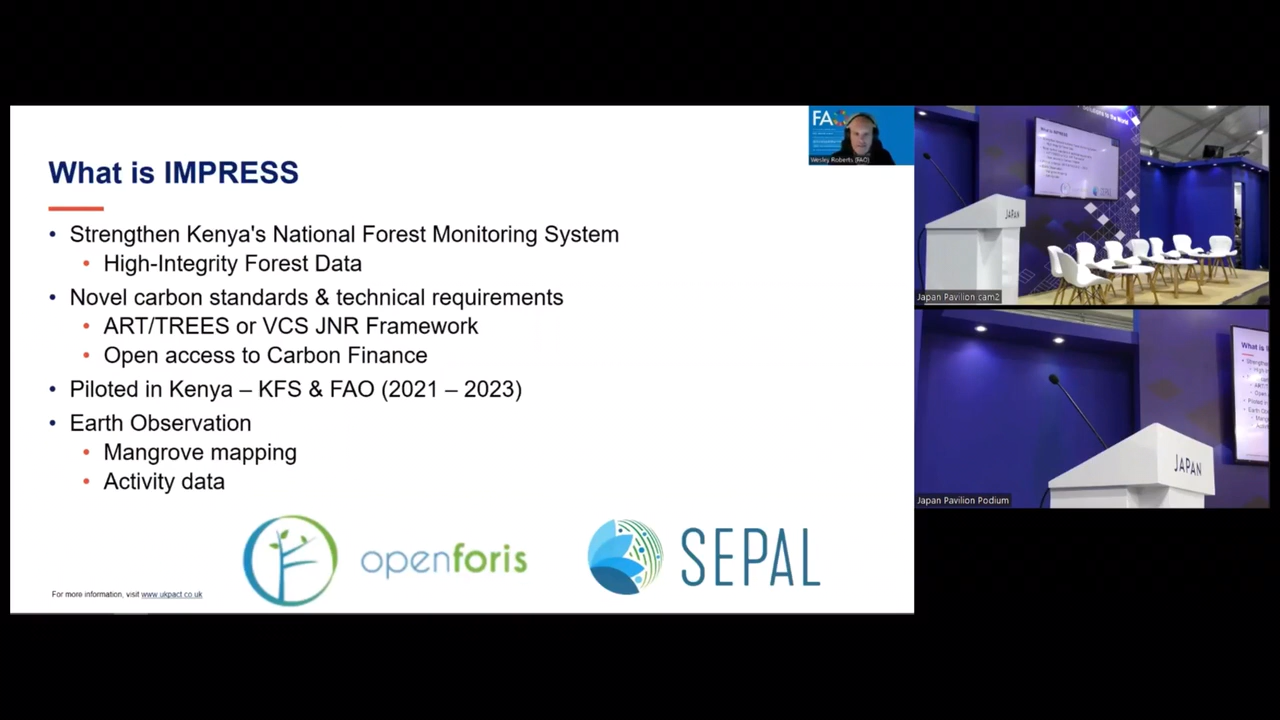 What is IMPRESS
• Strengthen Kenya's National Forest Monitoring System
• High-Integrity Forest Data
• Novel carbon standards & technical requirements
• ART/TREES or VCS JNR Framework
• Open access to Carbon Finance
• Piloted in Kenya – KFS & FAO (2021 – 2023)
• Earth Observation
• Mangrove mapping
• Activity data
openforis
SEPAL
For more information, visit www.ukpact.co.uk
Wesley Roberts (FAO)
JAPAN
Japan Pavilion cam2
JAPAN
Japan Pavilion Podium